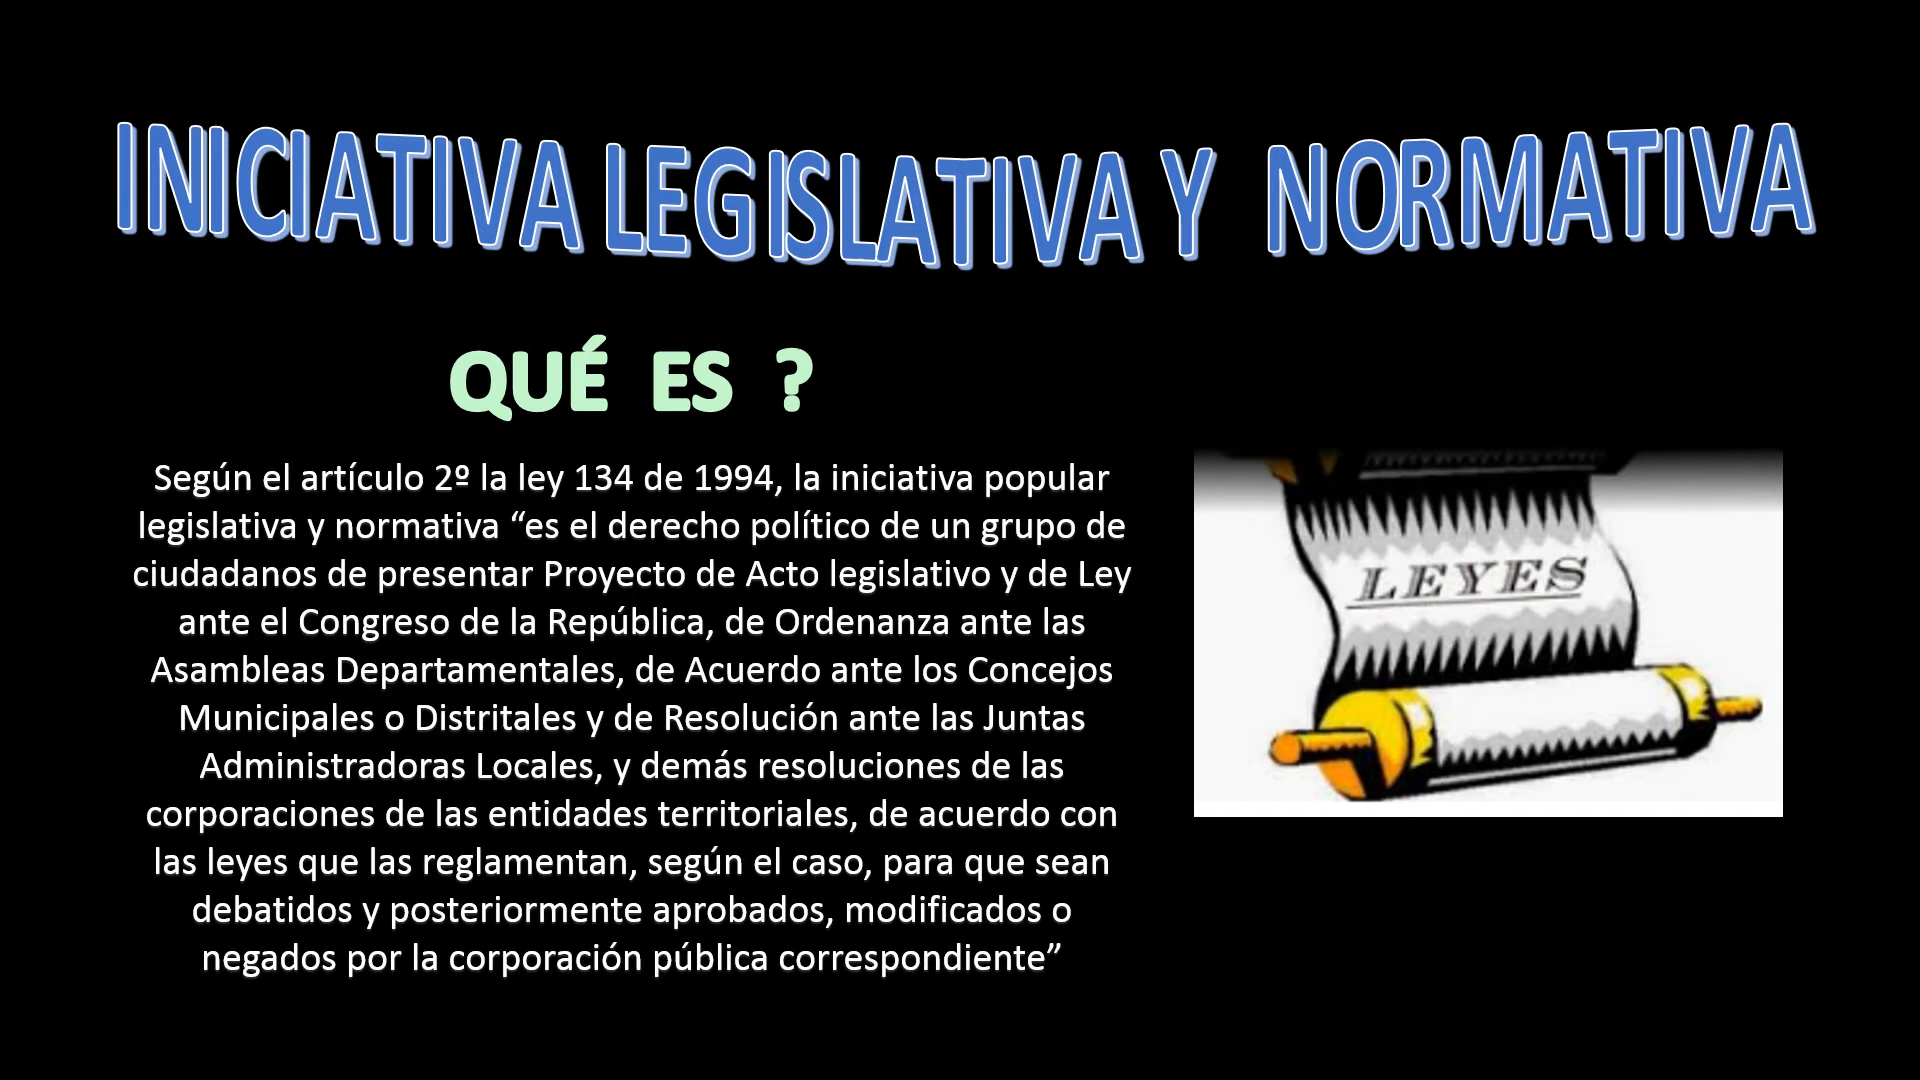 INICIATIVA LEGISLATIVA Y NORMATIVA
QUÉ ES ?
Según el artículo 2º la ley 134 de 1994, la iniciativa popular
legislativa y normativa “es el derecho político de un grupo de
ciudadanos de presentar Proyecto de Acto legislativo y de Ley
ante el Congreso de la República, de Ordenanza ante las
Asambleas Departamentales, de Acuerdo ante los Concejos
Municipales o Distritales y de Resolución ante las Juntas
Administradoras Locales, y demás resoluciones de las
corporaciones de las entidades territoriales, de acuerdo con
las leyes que las reglamentan, según el caso, para que sean
debatidos y posteriormente aprobados, modificados o
negados por la corporación pública correspondiente”
LEYES